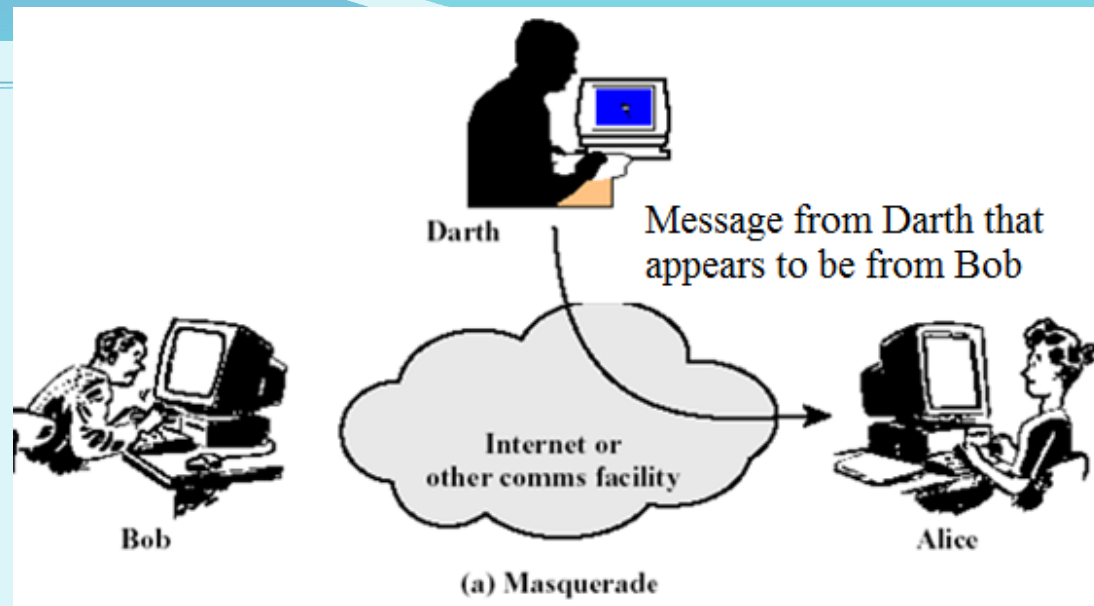 Darth
Message from Darth that
appears to be from Bob
Internet or
other comms facility
Bob
Alice
(a) Masquerade